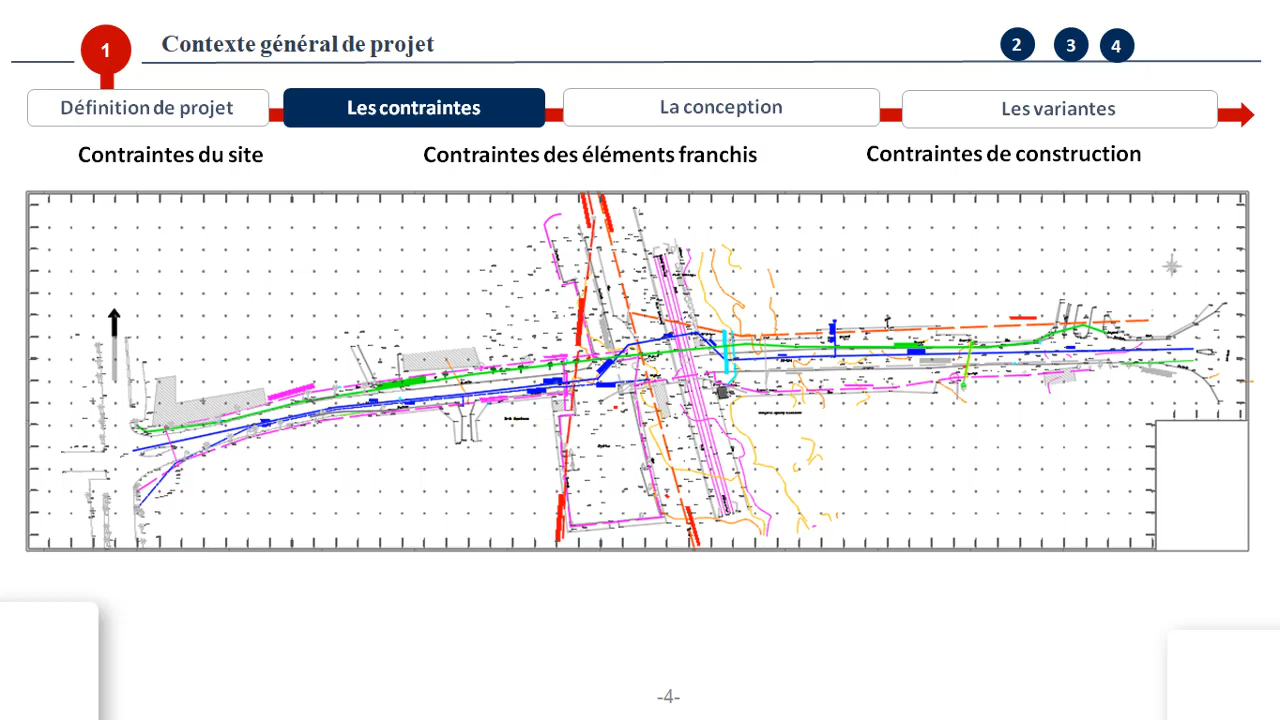 1
Contexte général de projet
2
3
4
Définition de projet
Les contraintes
La conception
Les variantes
Contraintes du site
Contraintes des éléments franchis
Contraintes de construction
-4-